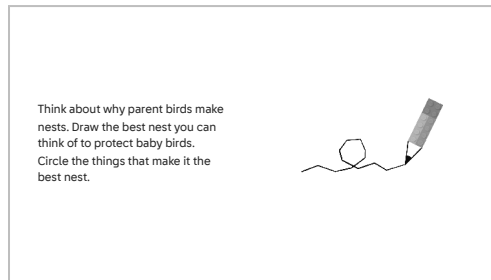 Think about why parent birds make
nests. Draw the best nest you can
think of to protect baby birds.
Circle the things that make it the
best nest.